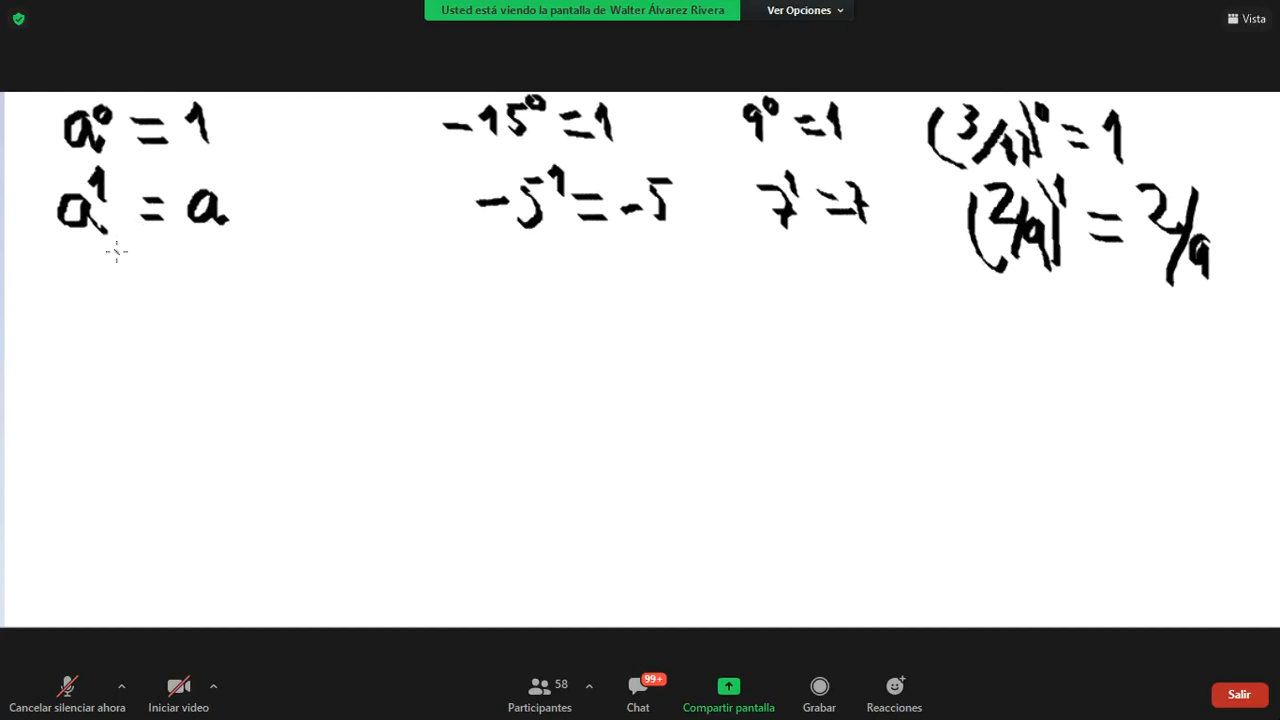 Usted está viendo la pantalla de Walter Álvarez Rivera
Ver Opciones
Vista
a⁰ = 1 -15⁰ = 1 9⁰ = 1 (3/11)⁰ = 1
a¹ = a -5¹ = -5 7¹ = 7 (2/9)¹ = 2/9
Cancelar silenciar ahora
Iniciar video
58
Participantes
99+
Chat
Compartir pantalla
Grabar
Reacciones
Salir